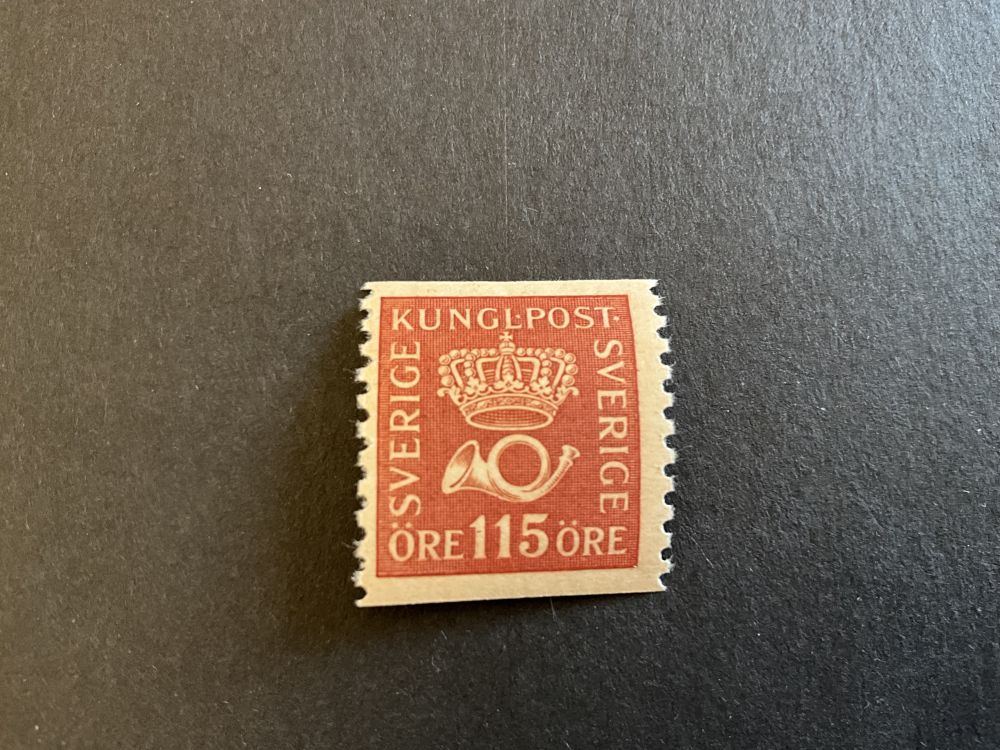 KUNGL·POST·
SVERIGE
SVERIGE
ÖRE 115 ÖRE